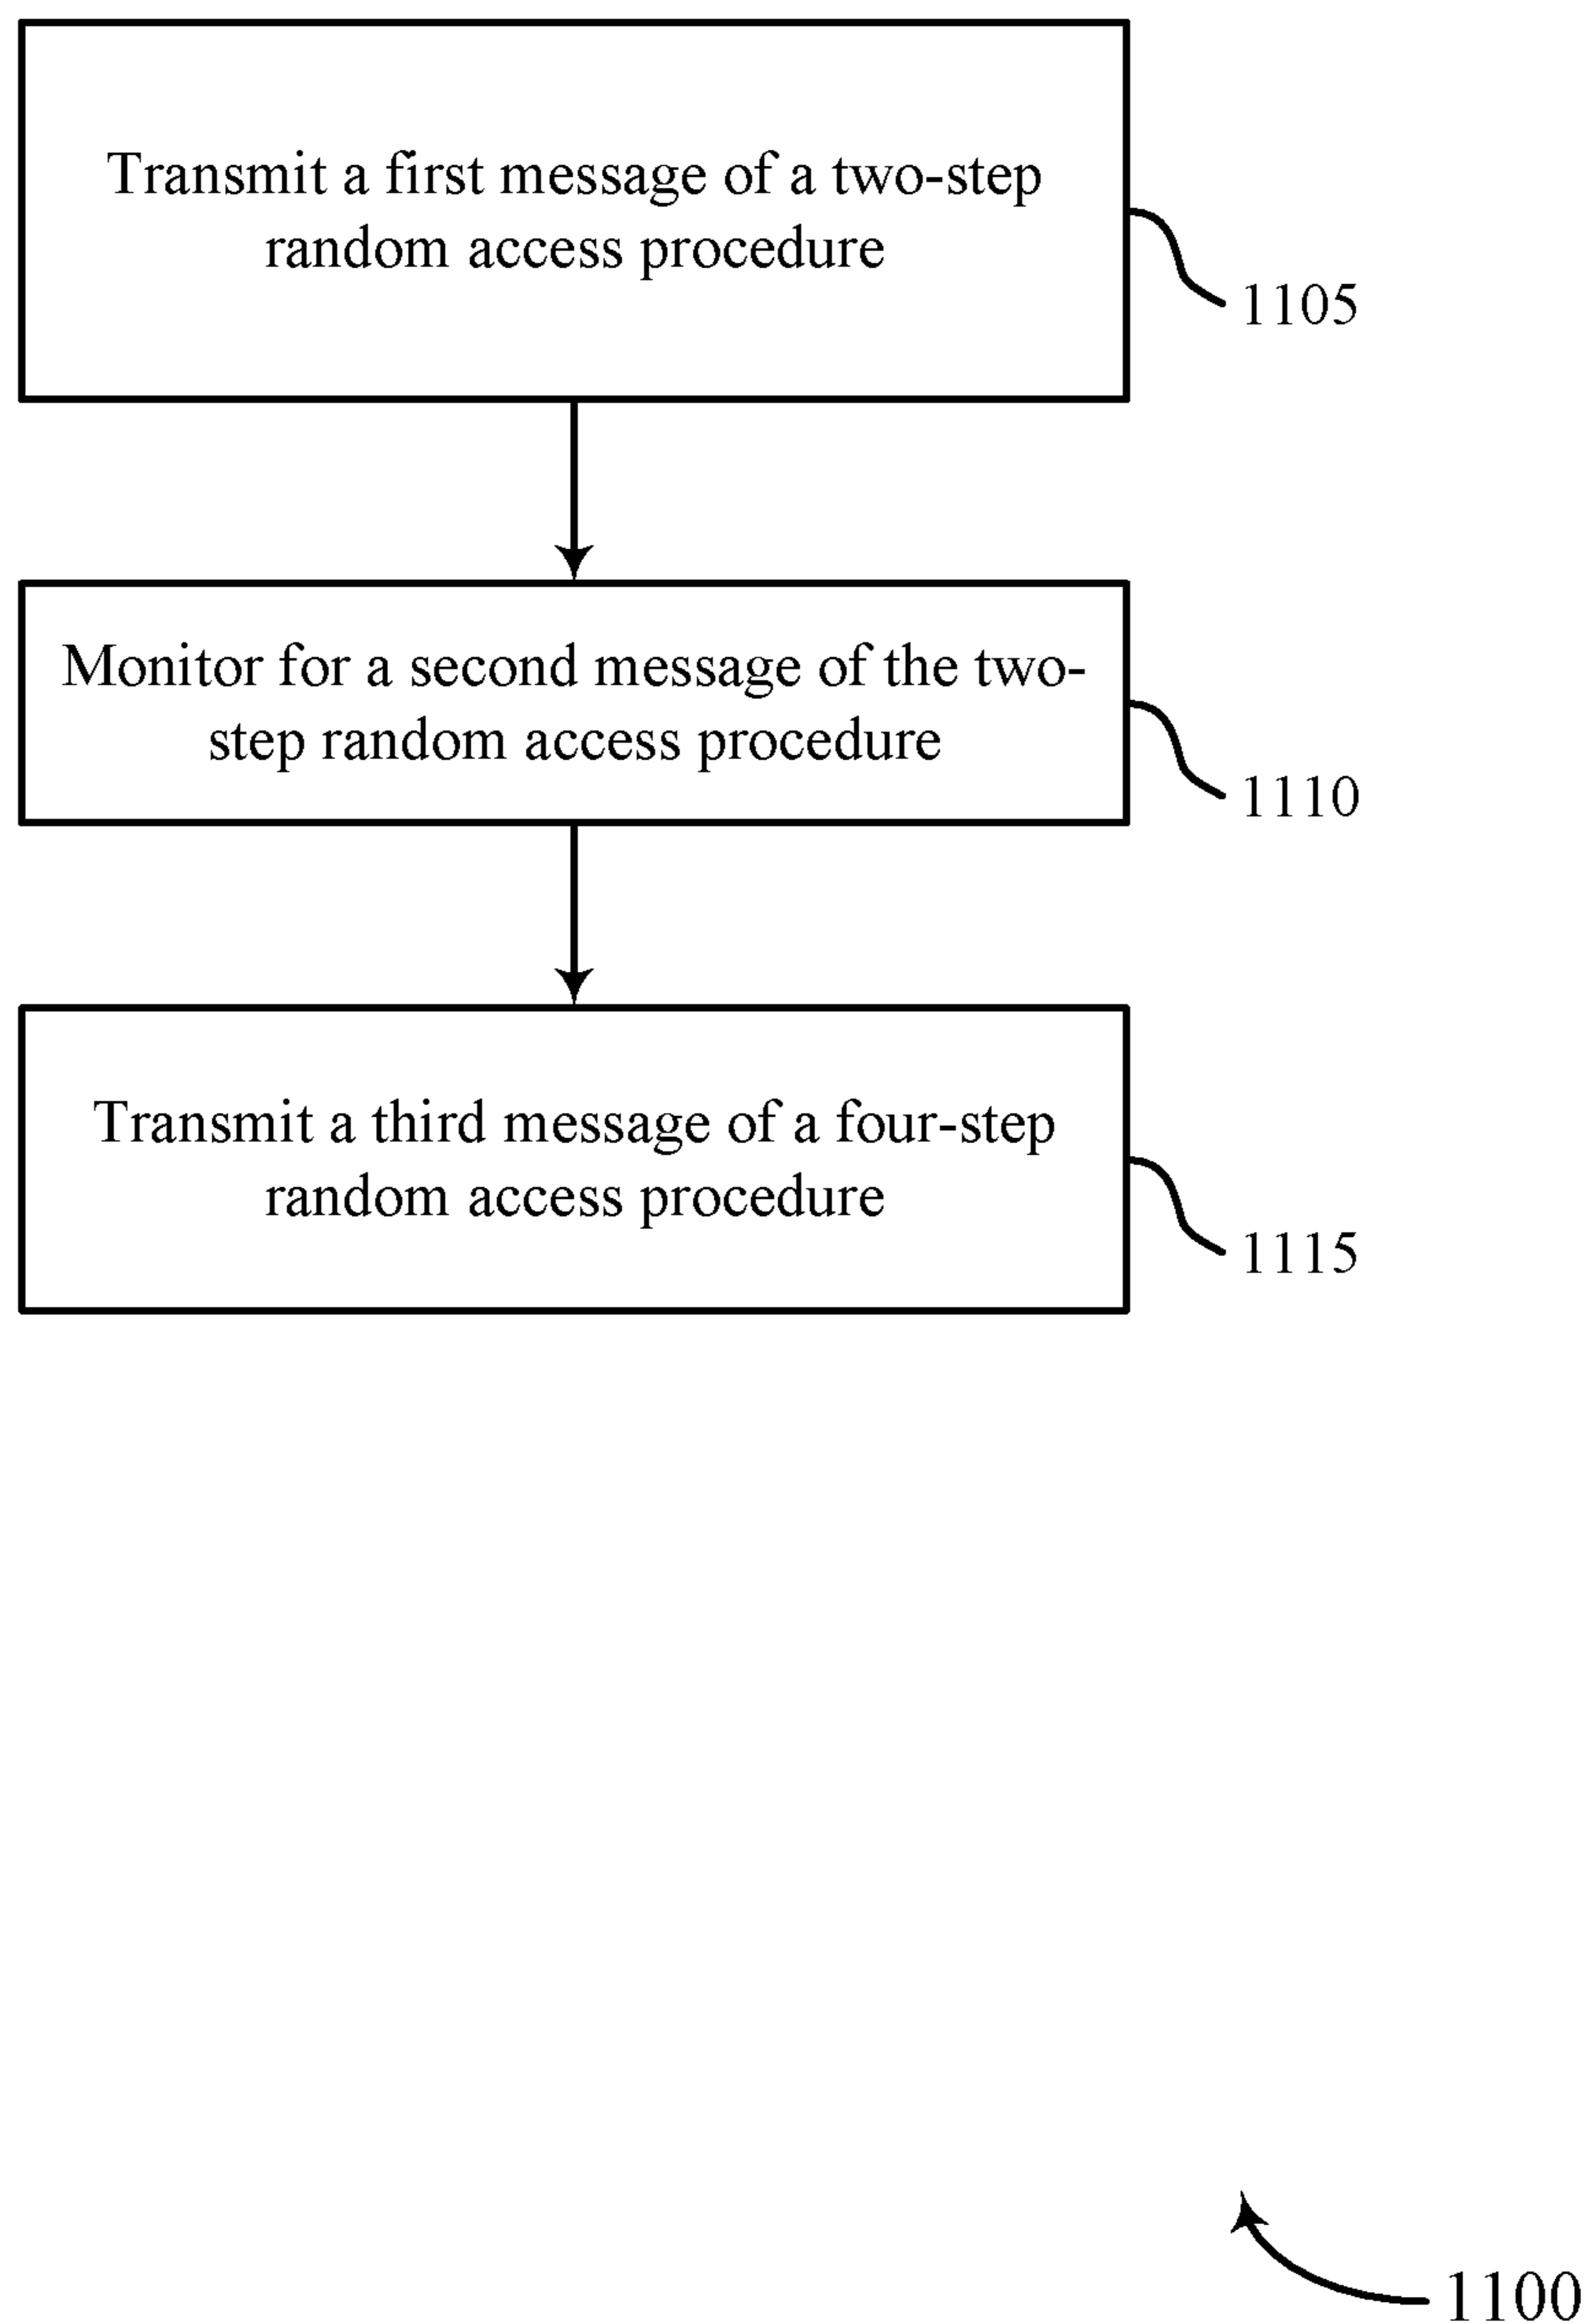 Transmit a first message of a two-step
random access procedure
1105
Monitor for a second message of the two-
step random access procedure
1110
Transmit a third message of a four-step
random access procedure
1115
1100